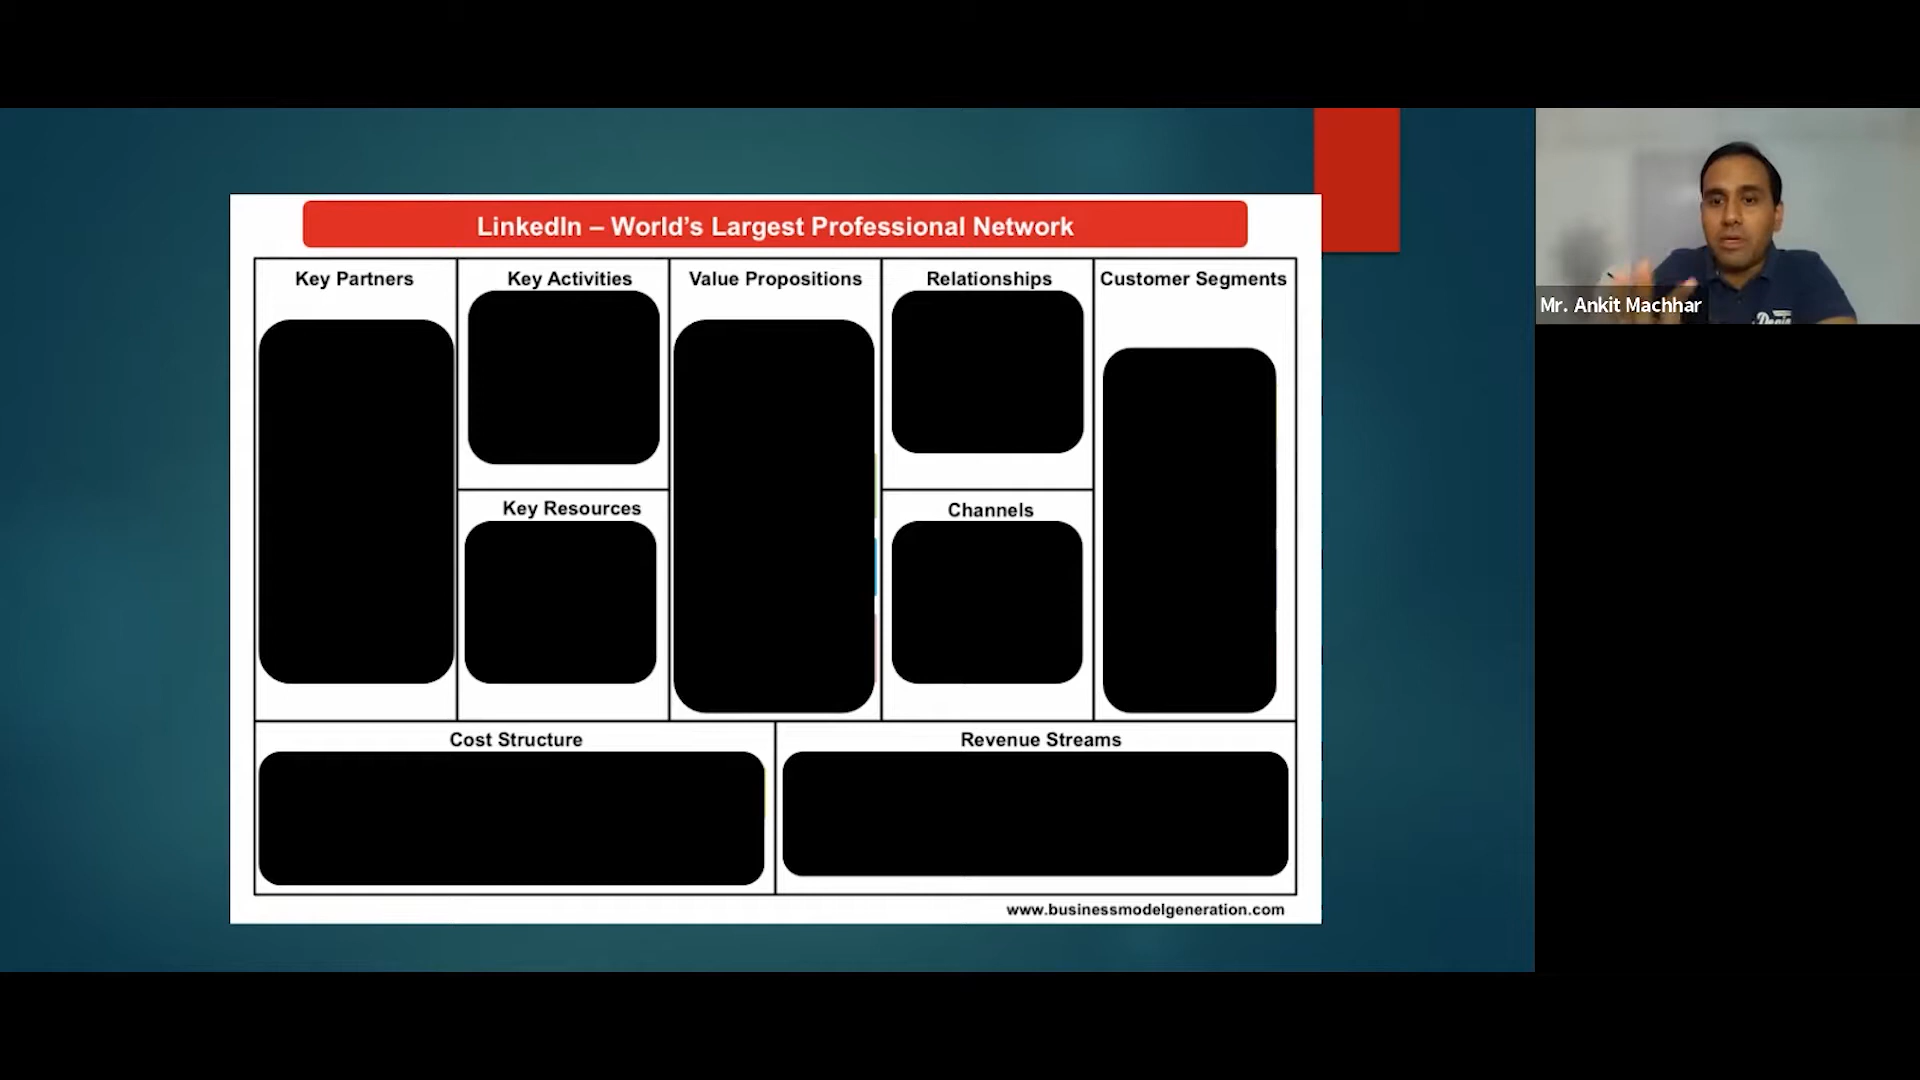 LinkedIn – World's Largest Professional Network
Key Partners
Key Activities
Value Propositions
Relationships
Customer Segments
Key Resources
Channels
Cost Structure
Revenue Streams
www.businessmodelgeneration.com
Mr. Ankit Machhar